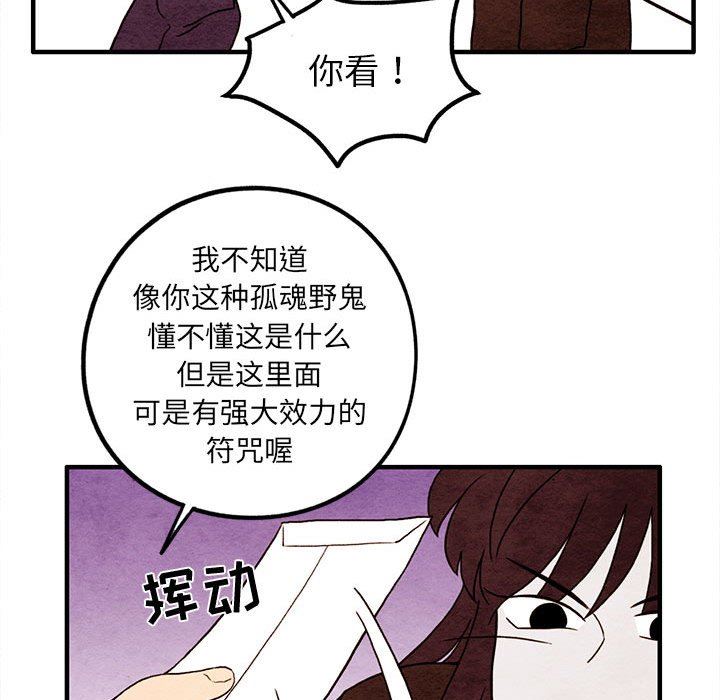 你看！
我不知道
像你这种孤魂野鬼
懂不懂这是什么
但是这里面
可是有强大效力的
符咒喔
挥动